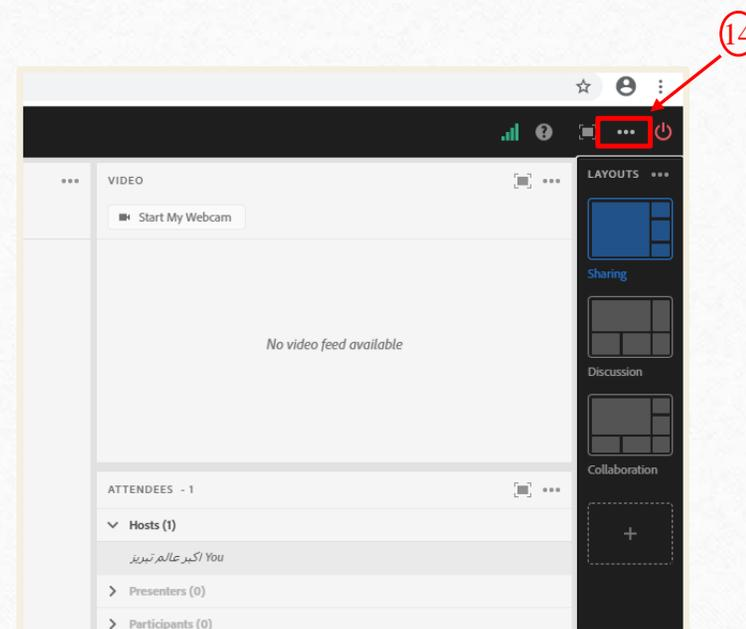 14
LAYOUTS
VIDEO
Start My Webcam
Sharing
No video feed available
Discussion
Collaboration
ATTENDEES - 1
Hosts (1)
اکبر عالم تبریز You
Presenters (0)
Participants (0)